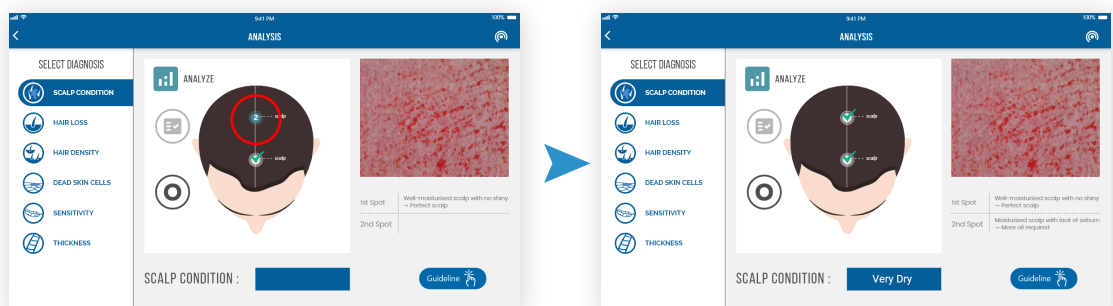 9:41 PM
100%
ANALYSIS
SELECT DIAGNOSIS
SCALP CONDITION
HAIR LOSS
HAIR DENSITY
DEAD SKIN CELLS
SENSITIVITY
THICKNESS
ANALYZE
2
scalp
scalp
1st Spot
Well-moisturized scalp with no shiny
→ Perfect scalp
2nd Spot
SCALP CONDITION :
Guideline
9:41 PM
100%
ANALYSIS
SELECT DIAGNOSIS
SCALP CONDITION
HAIR LOSS
HAIR DENSITY
DEAD SKIN CELLS
SENSITIVITY
THICKNESS
ANALYZE
scalp
scalp
1st Spot
Well-moisturized scalp with no shiny
→ Perfect scalp
2nd Spot
Moisturized scalp with lack of sebum
→ More oil required
SCALP CONDITION :
Very Dry
Guideline